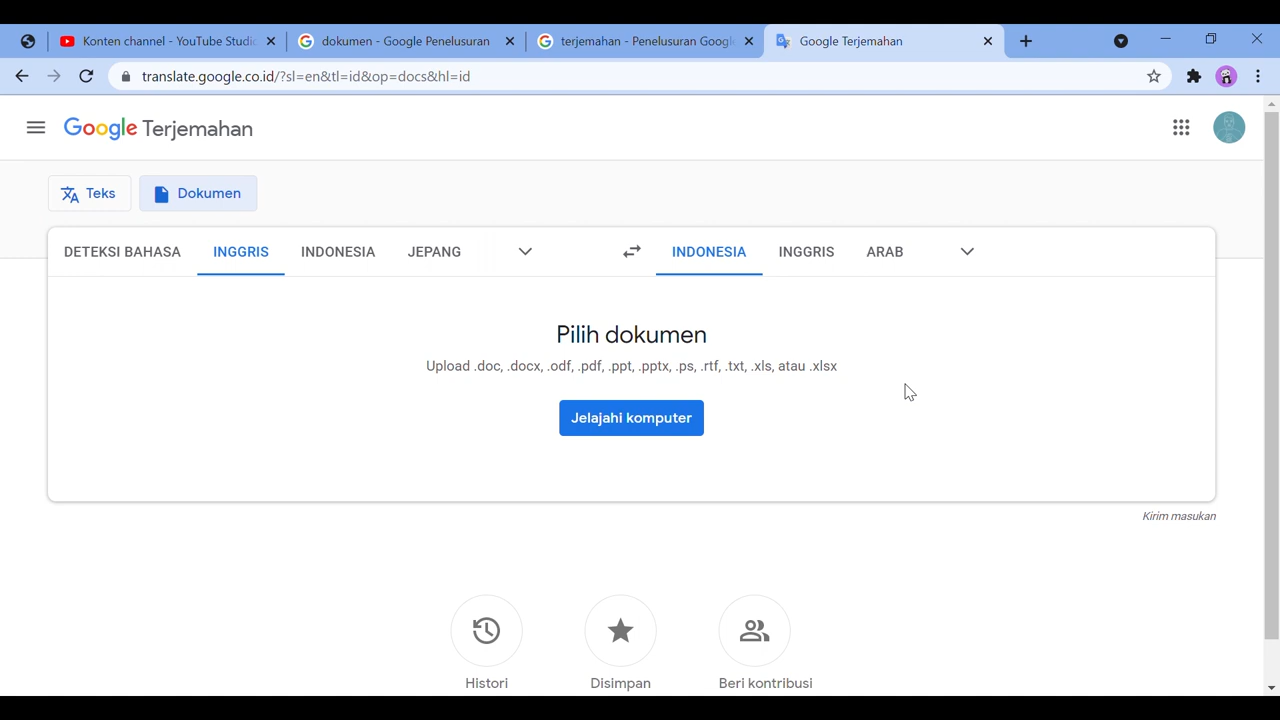 Konten channel - YouTube Studio
dokumen - Google Penelusuran
terjemahan - Penelusuran Google
Google Terjemahan
translate.google.co.id/?sl=en&tl=id&op=docs&hl=id
Google Terjemahan
Teks
Dokumen
DETEKSI BAHASA
INGGRIS
INDONESIA
JEPANG
INDONESIA
INGGRIS
ARAB
Pilih dokumen
Upload .doc, .docx, .odf, .pdf, .ppt, .pptx, .ps, .rtf, .txt, .xls, atau .xlsx
Jelajahi komputer
Kirim masukan
Histori
Disimpan
Beri kontribusi